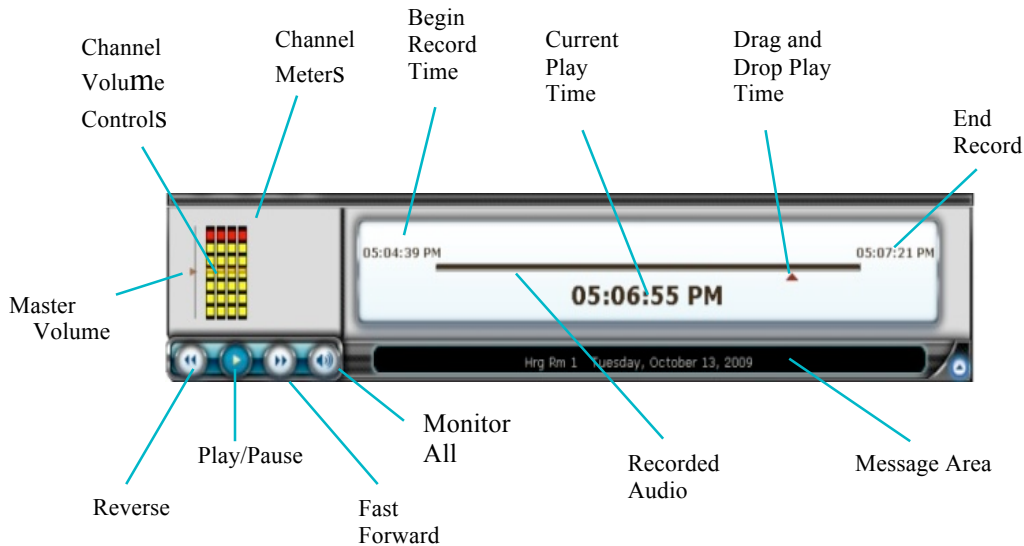 Channel
Volume
Controls
Channel
Meters
Begin
Record
Time
Current
Play
Time
Drag and
Drop Play
Time
End
Record
05:04:39 PM
05:07:21 PM
05:06:55 PM
Master
Volume
Hrg Rm 1 Tuesday, October 13, 2009
Monitor
All
Play/Pause
Recorded
Audio
Message Area
Reverse
Fast
Forward